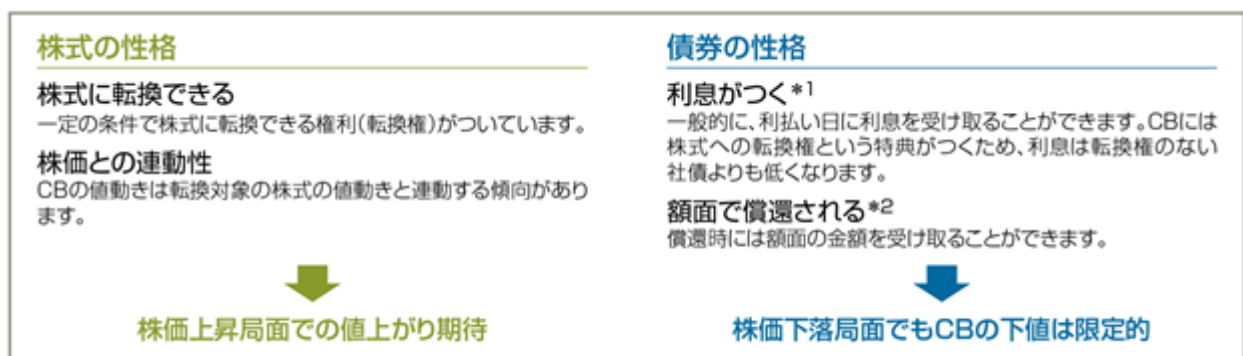 株式の性格
株式に転換できる
一定の条件で株式に転換できる権利(転換権)がついています。
株価との連動性
CBの値動きは転換対象の株式の値動きと連動する傾向があり
ます。
株価上昇局面での値上がり期待
債券の性格
利息がつく*1
一般的に、利払い日に利息を受け取ることができます。CBには
株式への転換権という特典がつくため、利息は転換権のない
社債よりも低くなります。
額面で償還される*2
償還時には額面の金額を受け取ることができます。
株価下落局面でもCBの下値は限定的